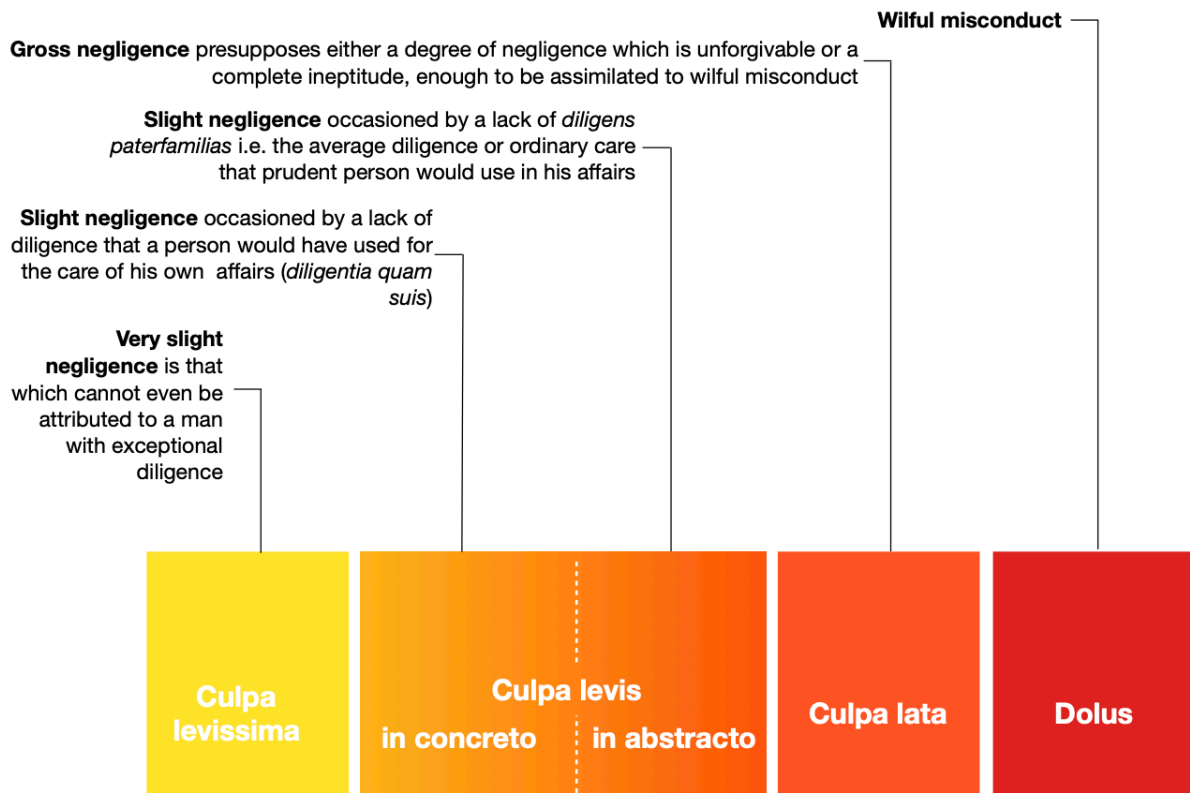 Wilful misconduct
Gross negligence presupposes either a degree of negligence which is unforgivable or a
complete ineptitude, enough to be assimilated to wilful misconduct
Slight negligence occasioned by a lack of diligens
paterfamilias i.e. the average diligence or ordinary care
that prudent person would use in his affairs
Slight negligence occasioned by a lack of
diligence that a person would have used for
the care of his own affairs (diligentia quam
suis)
Very slight
negligence is that
which cannot even be
attributed to a man
with exceptional
diligence
Culpa
levissima
Culpa levis
in concreto
in abstracto
Culpa lata
Dolus